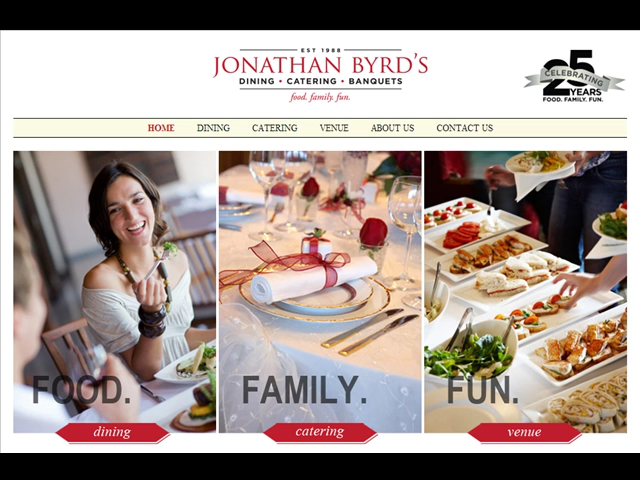 EST 1988
JONATHAN BYRD'S
DINING • CATERING • BANQUETS
food. family. fun.
CELEBRATING
25
YEARS
FOOD. FAMILY. FUN.
HOME DINING CATERING VENUE ABOUT US CONTACT US
FOOD. FAMILY. FUN.
dining catering venue